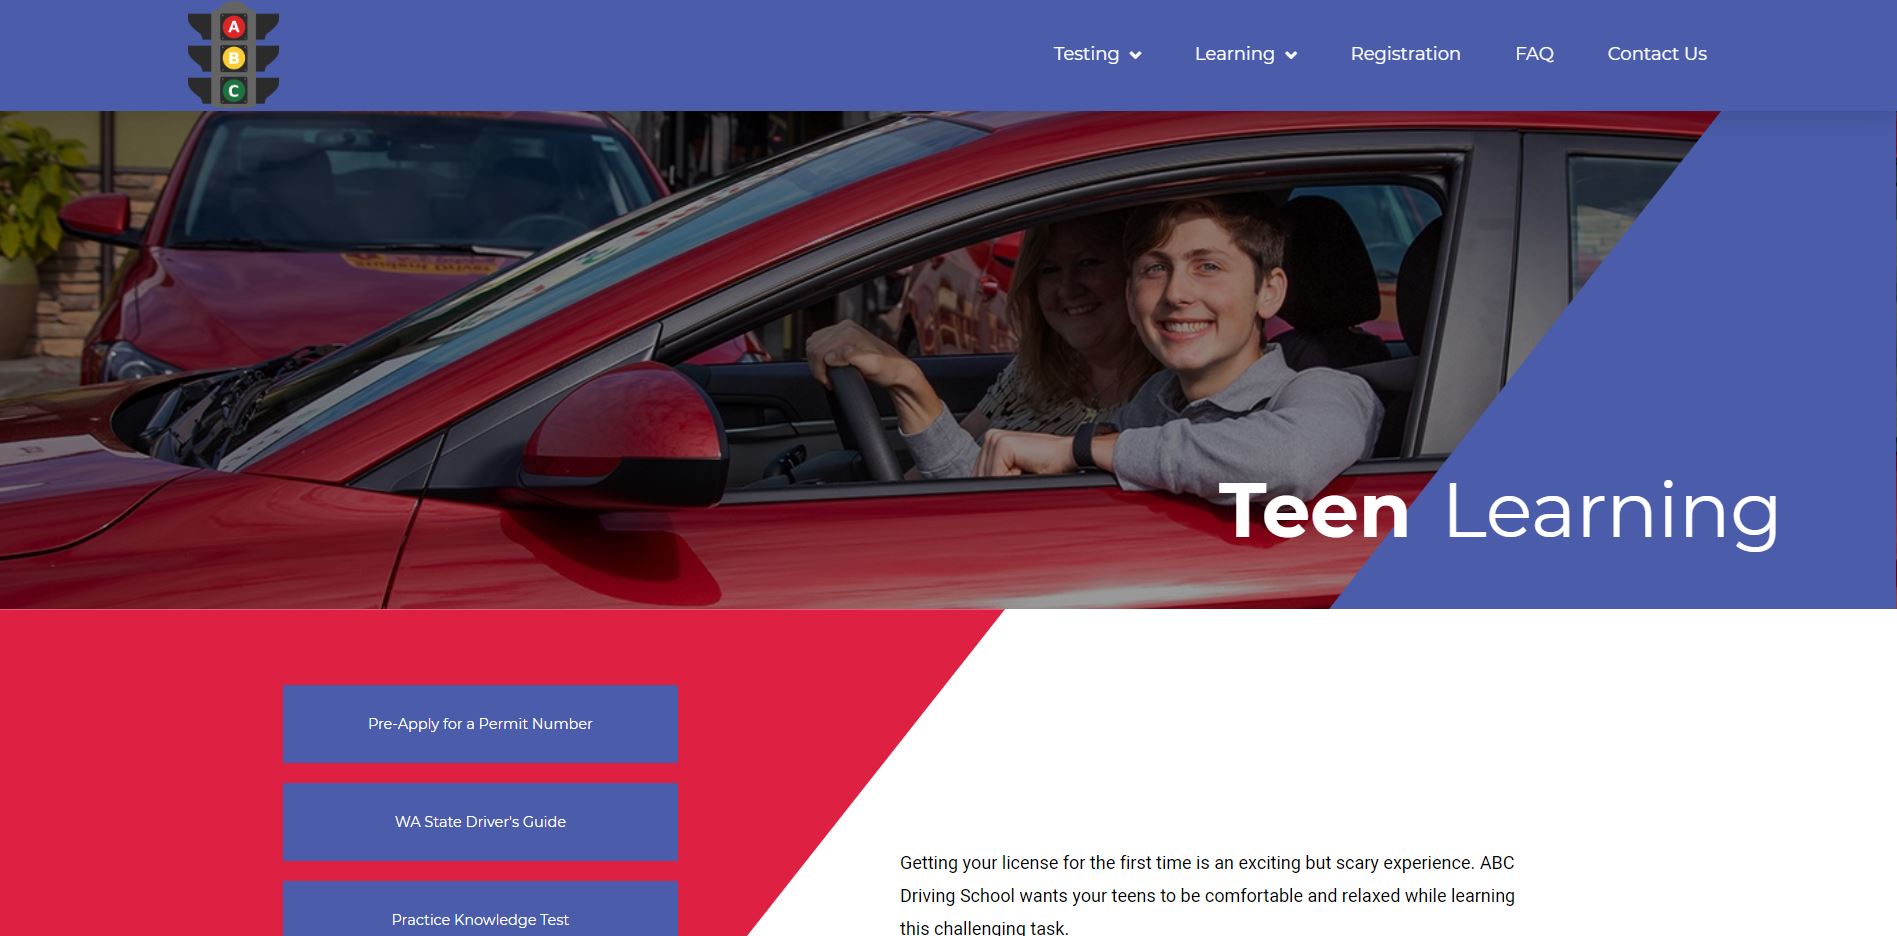 A
B
C
Testing
Learning
Registration
FAQ
Contact Us
Student Driver
Teen Learning
Pre-Apply for a Permit Number
WA State Driver's Guide
Practice Knowledge Test
Getting your license for the first time is an exciting but scary experience. ABC
Driving School wants your teens to be comfortable and relaxed while learning
this challenging task.